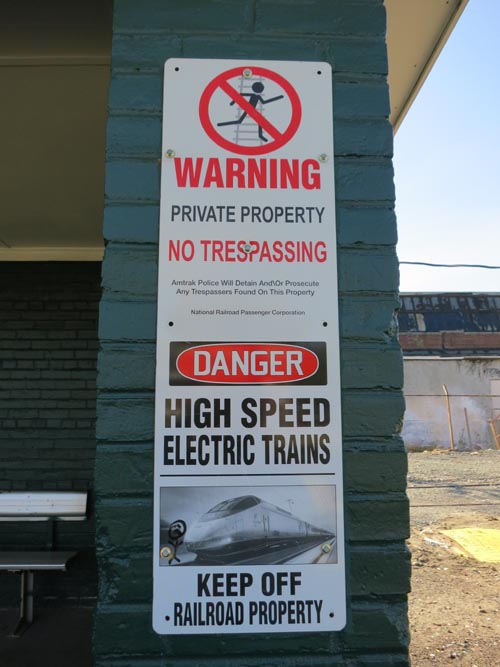 WARNING
PRIVATE PROPERTY
NO TRESPASSING
Amtrak Police Will Detain And\Or Prosecute
Any Trespassers Found On This Property
National Railroad Passenger Corporation
DANGER
HIGH SPEED
ELECTRIC TRAINS
KEEP OFF
RAILROAD PROPERTY